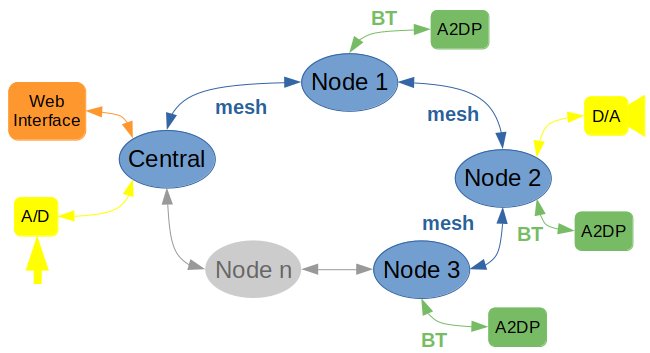 BT
A2DP
Node 1
mesh
mesh
Web
Interface
D/A
Central
Node 2
A/D
mesh
BT
A2DP
Node n
Node 3
A2DP
BT